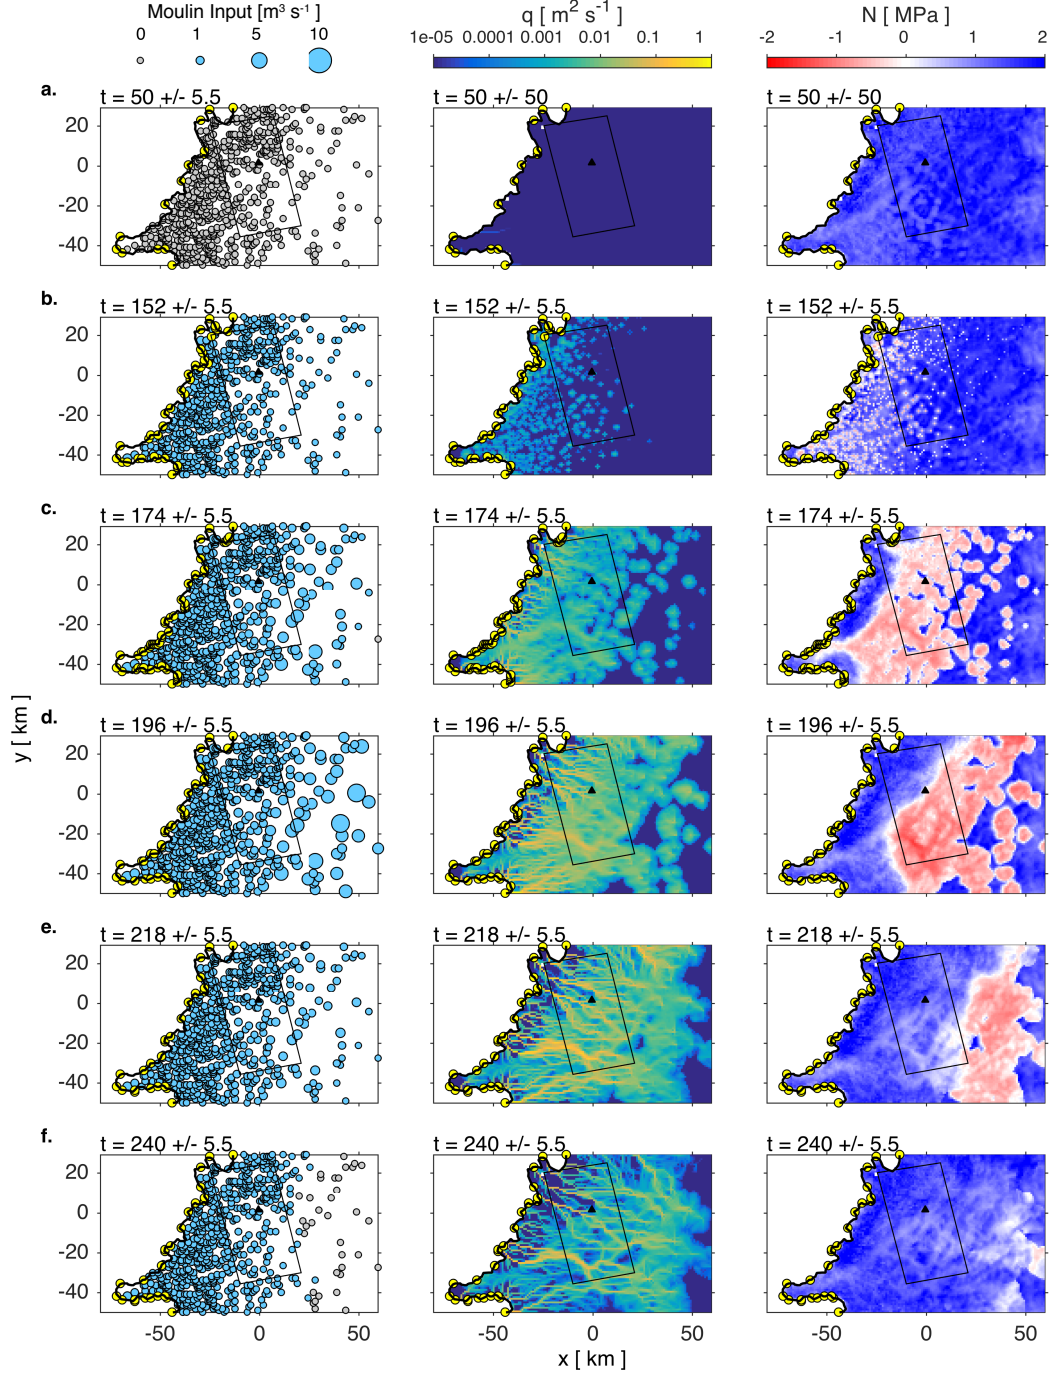 Moulin Input [m³ s⁻¹]
0 1 5 10
q [ m² s⁻¹ ]
1e-05 0.0001 0.001 0.01 0.1 1
N [ MPa ]
-2 -1 0 1 2
a.
t = 50 +/- 5.5
t = 50 +/- 50
t = 50 +/- 50
20
0
-20
-40
b.
t = 152 +/- 5.5
t = 152 +/- 5.5
t = 152 +/- 5.5
20
0
-20
-40
c.
t = 174 +/- 5.5
t = 174 +/- 5.5
t = 174 +/- 5.5
20
0
-20
-40
d.
t = 196 +/- 5.5
t = 196 +/- 5.5
t = 196 +/- 5.5
20
0
-20
-40
y [ km ]
e.
t = 218 +/- 5.5
t = 218 +/- 5.5
t = 218 +/- 5.5
20
0
-20
-40
f.
t = 240 +/- 5.5
t = 240 +/- 5.5
t = 240 +/- 5.5
20
0
-20
-40
-50 0 50
-50 0 50
-50 0 50
x [ km ]